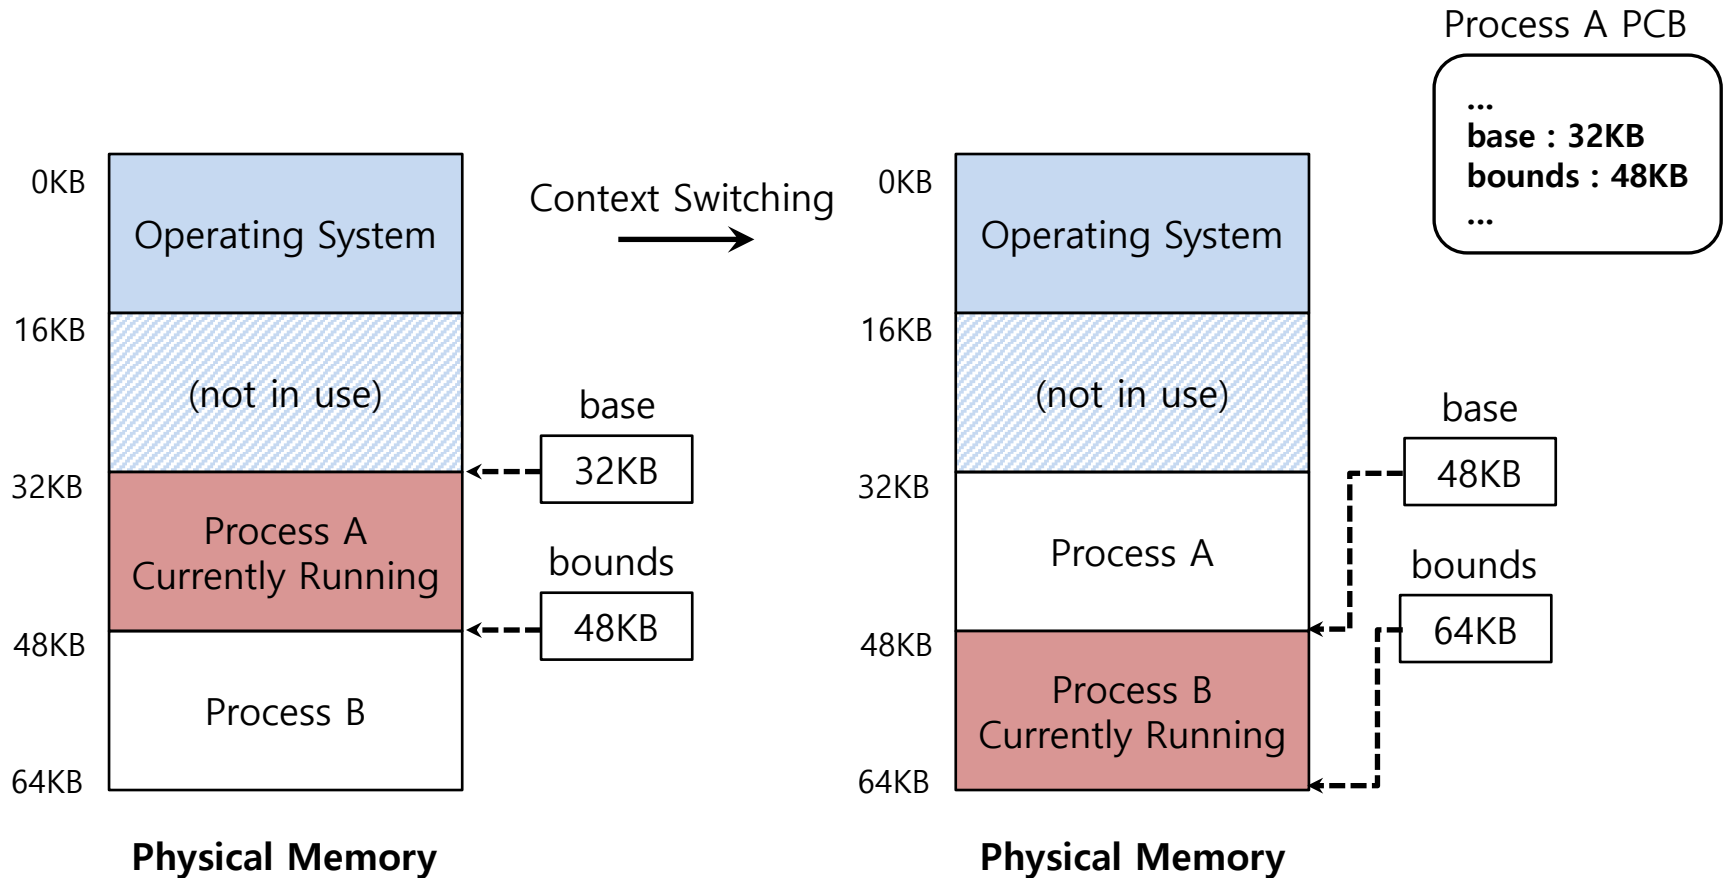 Process A PCB
...
base : 32KB
bounds : 48KB
...
0KB
Operating System
16KB
(not in use)
32KB
Process A
Currently Running
48KB
Process B
64KB
Physical Memory
base
32KB
bounds
48KB
Context Switching
0KB
Operating System
16KB
(not in use)
32KB
Process A
48KB
Process B
Currently Running
64KB
Physical Memory
base
48KB
bounds
64KB